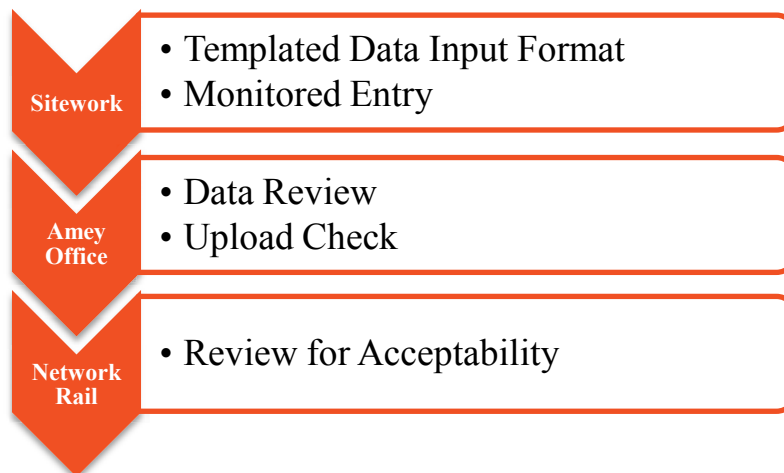 Sitework
• Templated Data Input Format
• Monitored Entry
Amey
Office
• Data Review
• Upload Check
Network
Rail
• Review for Acceptability